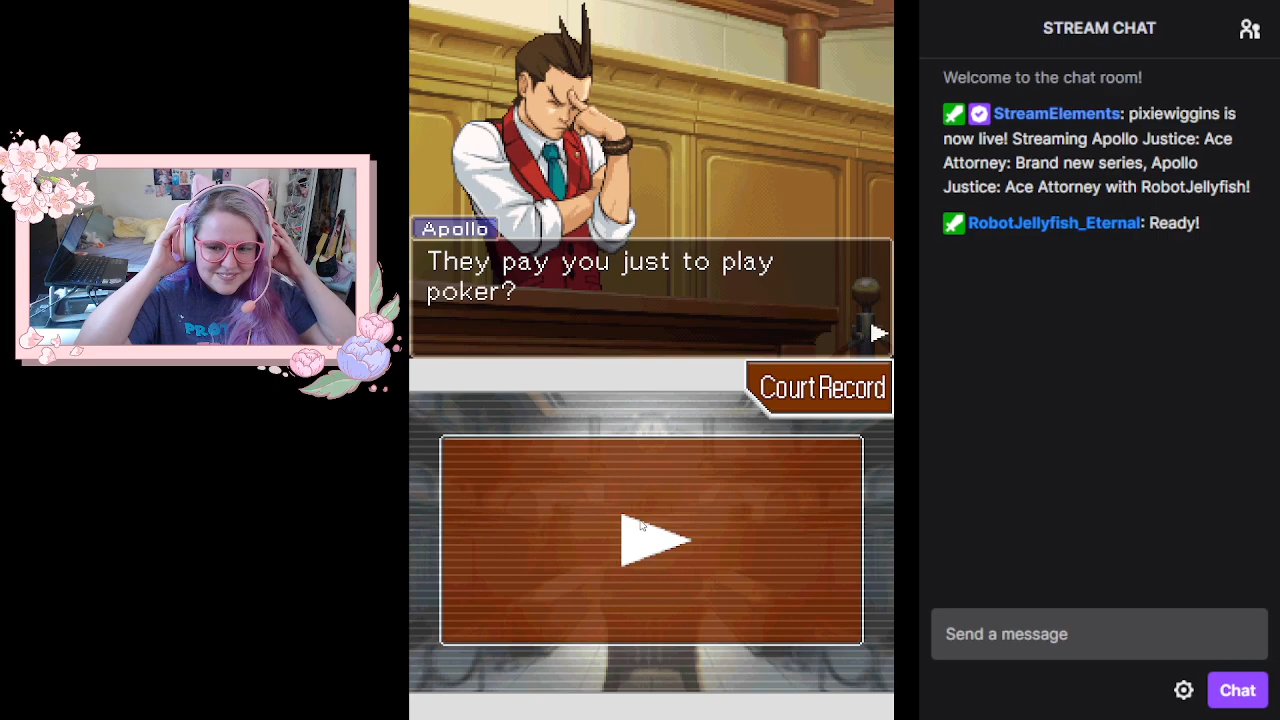 STREAM CHAT
Welcome to the chat room!
StreamElements: pixiewiggins is
now live! Streaming Apollo Justice: Ace
Attorney: Brand new series, Apollo
Justice: Ace Attorney with RobotJellyfish!
RobotJellyfish_Eternal: Ready!
Apollo
They pay you just to play
poker?
Court Record
PRO
Send a message
Chat